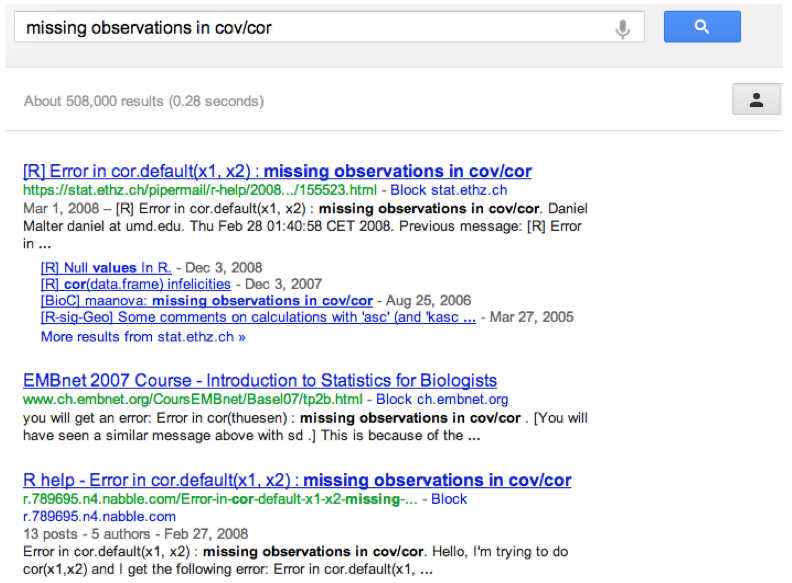 missing observations in cov/cor
About 508,000 results (0.28 seconds)
[R] Error in cor.default(x1, x2) : missing observations in cov/cor
https://stat.ethz.ch/pipermail/r-help/2008.../155523.html - Block stat.ethz.ch
Mar 1, 2008 – [R] Error in cor.default(x1, x2) : missing observations in cov/cor. Daniel
Malter daniel at umd.edu. Thu Feb 28 01:40:58 CET 2008. Previous message: [R] Error
in ...
[R] Null values In R. - Dec 3, 2008
[R] cor(data.frame) infelicities - Dec 3, 2007
[BioC] maanova: missing observations in cov/cor - Aug 25, 2006
[R-sig-Geo] Some comments on calculations with 'asc' (and 'kasc ... - Mar 27, 2005
More results from stat.ethz.ch »
EMBnet 2007 Course - Introduction to Statistics for Biologists
www.ch.embnet.org/CoursEMBnet/Basel07/tp2b.html - Block ch.embnet.org
you will get an error: Error in cor(thuesen) : missing observations in cov/cor . [You will
have seen a similar message above with sd .] This is because of the ...
R help - Error in cor.default(x1, x2) : missing observations in cov/cor
r.789695.n4.nabble.com/Error-in-cor-default-x1-x2-missing-... - Block
r.789695.n4.nabble.com
13 posts - 5 authors - Feb 27, 2008
Error in cor.default(x1, x2) : missing observations in cov/cor. Hello, I'm trying to do
cor(x1,x2) and I get the following error: Error in cor.default(x1, ...